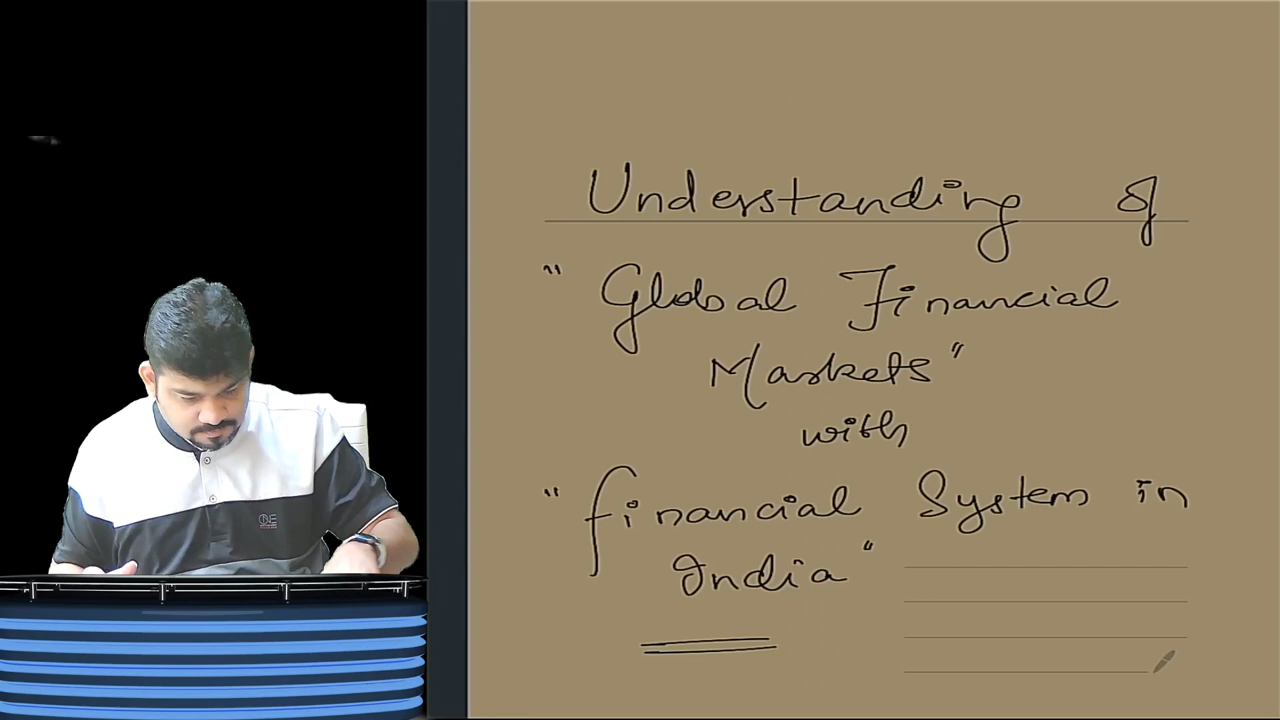 Understanding of
" Global Financial
Markets"
with
" financial System in
India "